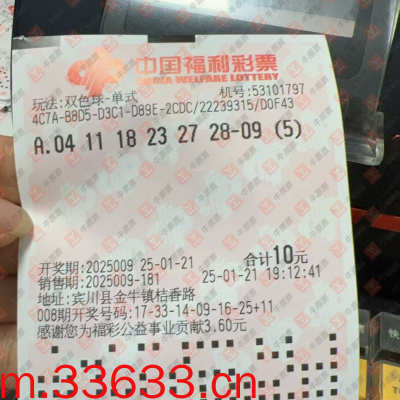 中国福利彩票
CHINA WELFARE LOTTERY
玩法:双色球-单式 机号:53101797
4C7A-B8D5-D3C1-D89E-2CDC/22239315/D0F43
A.04 11 18 23 27 28-09 (5)
开奖期:2025009 25-01-21 合计10元
销售期:2025009-181 25-01-21 19:12:41
地址:宾川县金牛镇桔香路
008期开奖号码:17-33-14-09-16-25+11
感谢您为福彩公益事业贡献3.60元
m.33633.cn